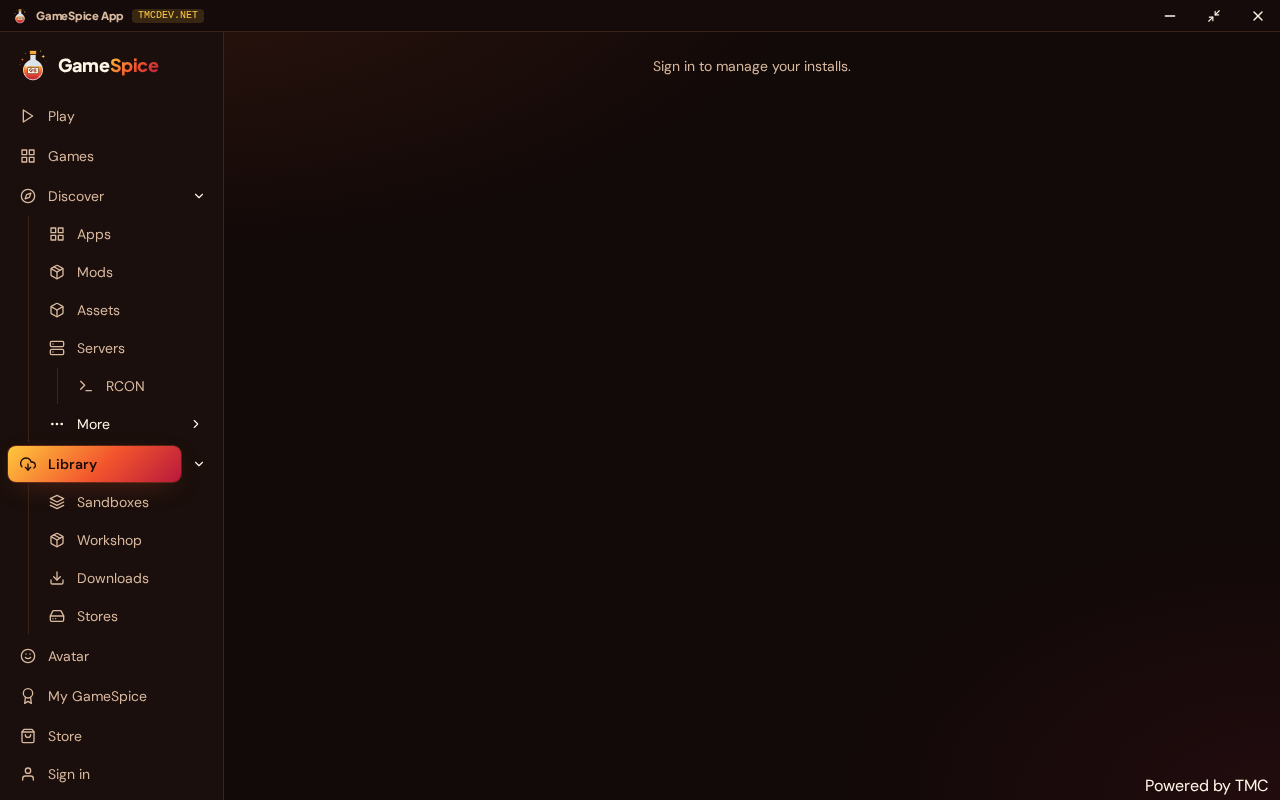 GameSpice App TMCDEV.NET
GameSpice
Sign in to manage your installs.
Play
Games
Discover
Apps
Mods
Assets
Servers
RCON
More
Library
Sandboxes
Workshop
Downloads
Stores
Avatar
My GameSpice
Store
Sign in
Powered by TMC